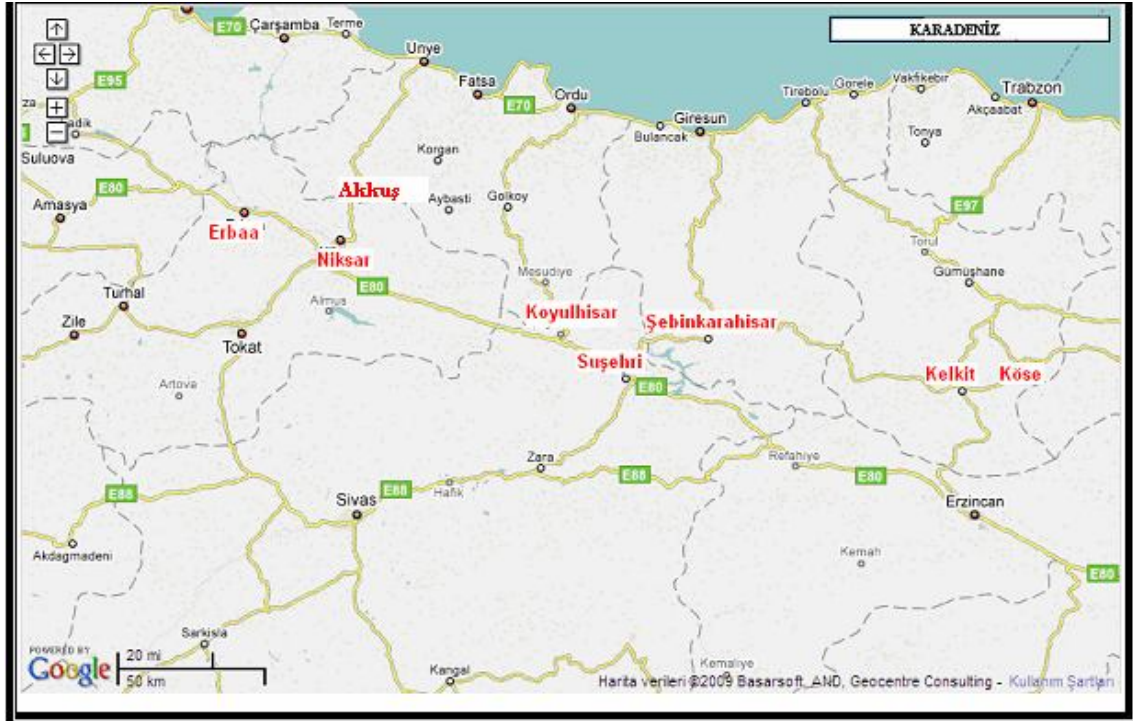 KARADENİZ
E70
Çarşamba
Terme
Ünye
E95
Fatsa
E70
Ordu
Tirebolu
Gorele
Vakfıkebir
Trabzon
Akçaabat
Giresun
Bulancak
Tonya
Suluova
Korgan
E80
Akkuş
Aybasti
Golkoy
E97
Amasya
Erbaa
Torul
Niksar
Mesudiye
Gümüşhane
E80
Turhal
Almus
Koyulhisar
Şebinkarahisar
Zile
Tokat
Suşehri
Kelkit
Köse
E80
Artova
Zara
Refahiye
E88
E80
E88
E88
Hafik
Sivas
Erzincan
Akdagmadeni
Kemah
E80
Sarkisla
POWERED BY
Google
20 mi
50 km
Kangal
Kemaliye
Harita verileri ©2009 Basarsoft, AND, Geocentre Consulting - Kullanım Şartları